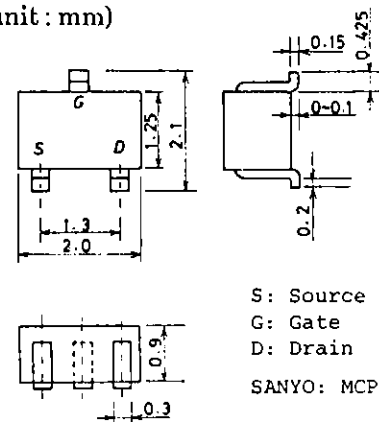 unit : mm)
0.15
0.425
G
1.25
2.1
0~0.1
S
D
1.3
2.0
0.2
S: Source
G: Gate
D: Drain
SANYO: MCP
0.9
0.3